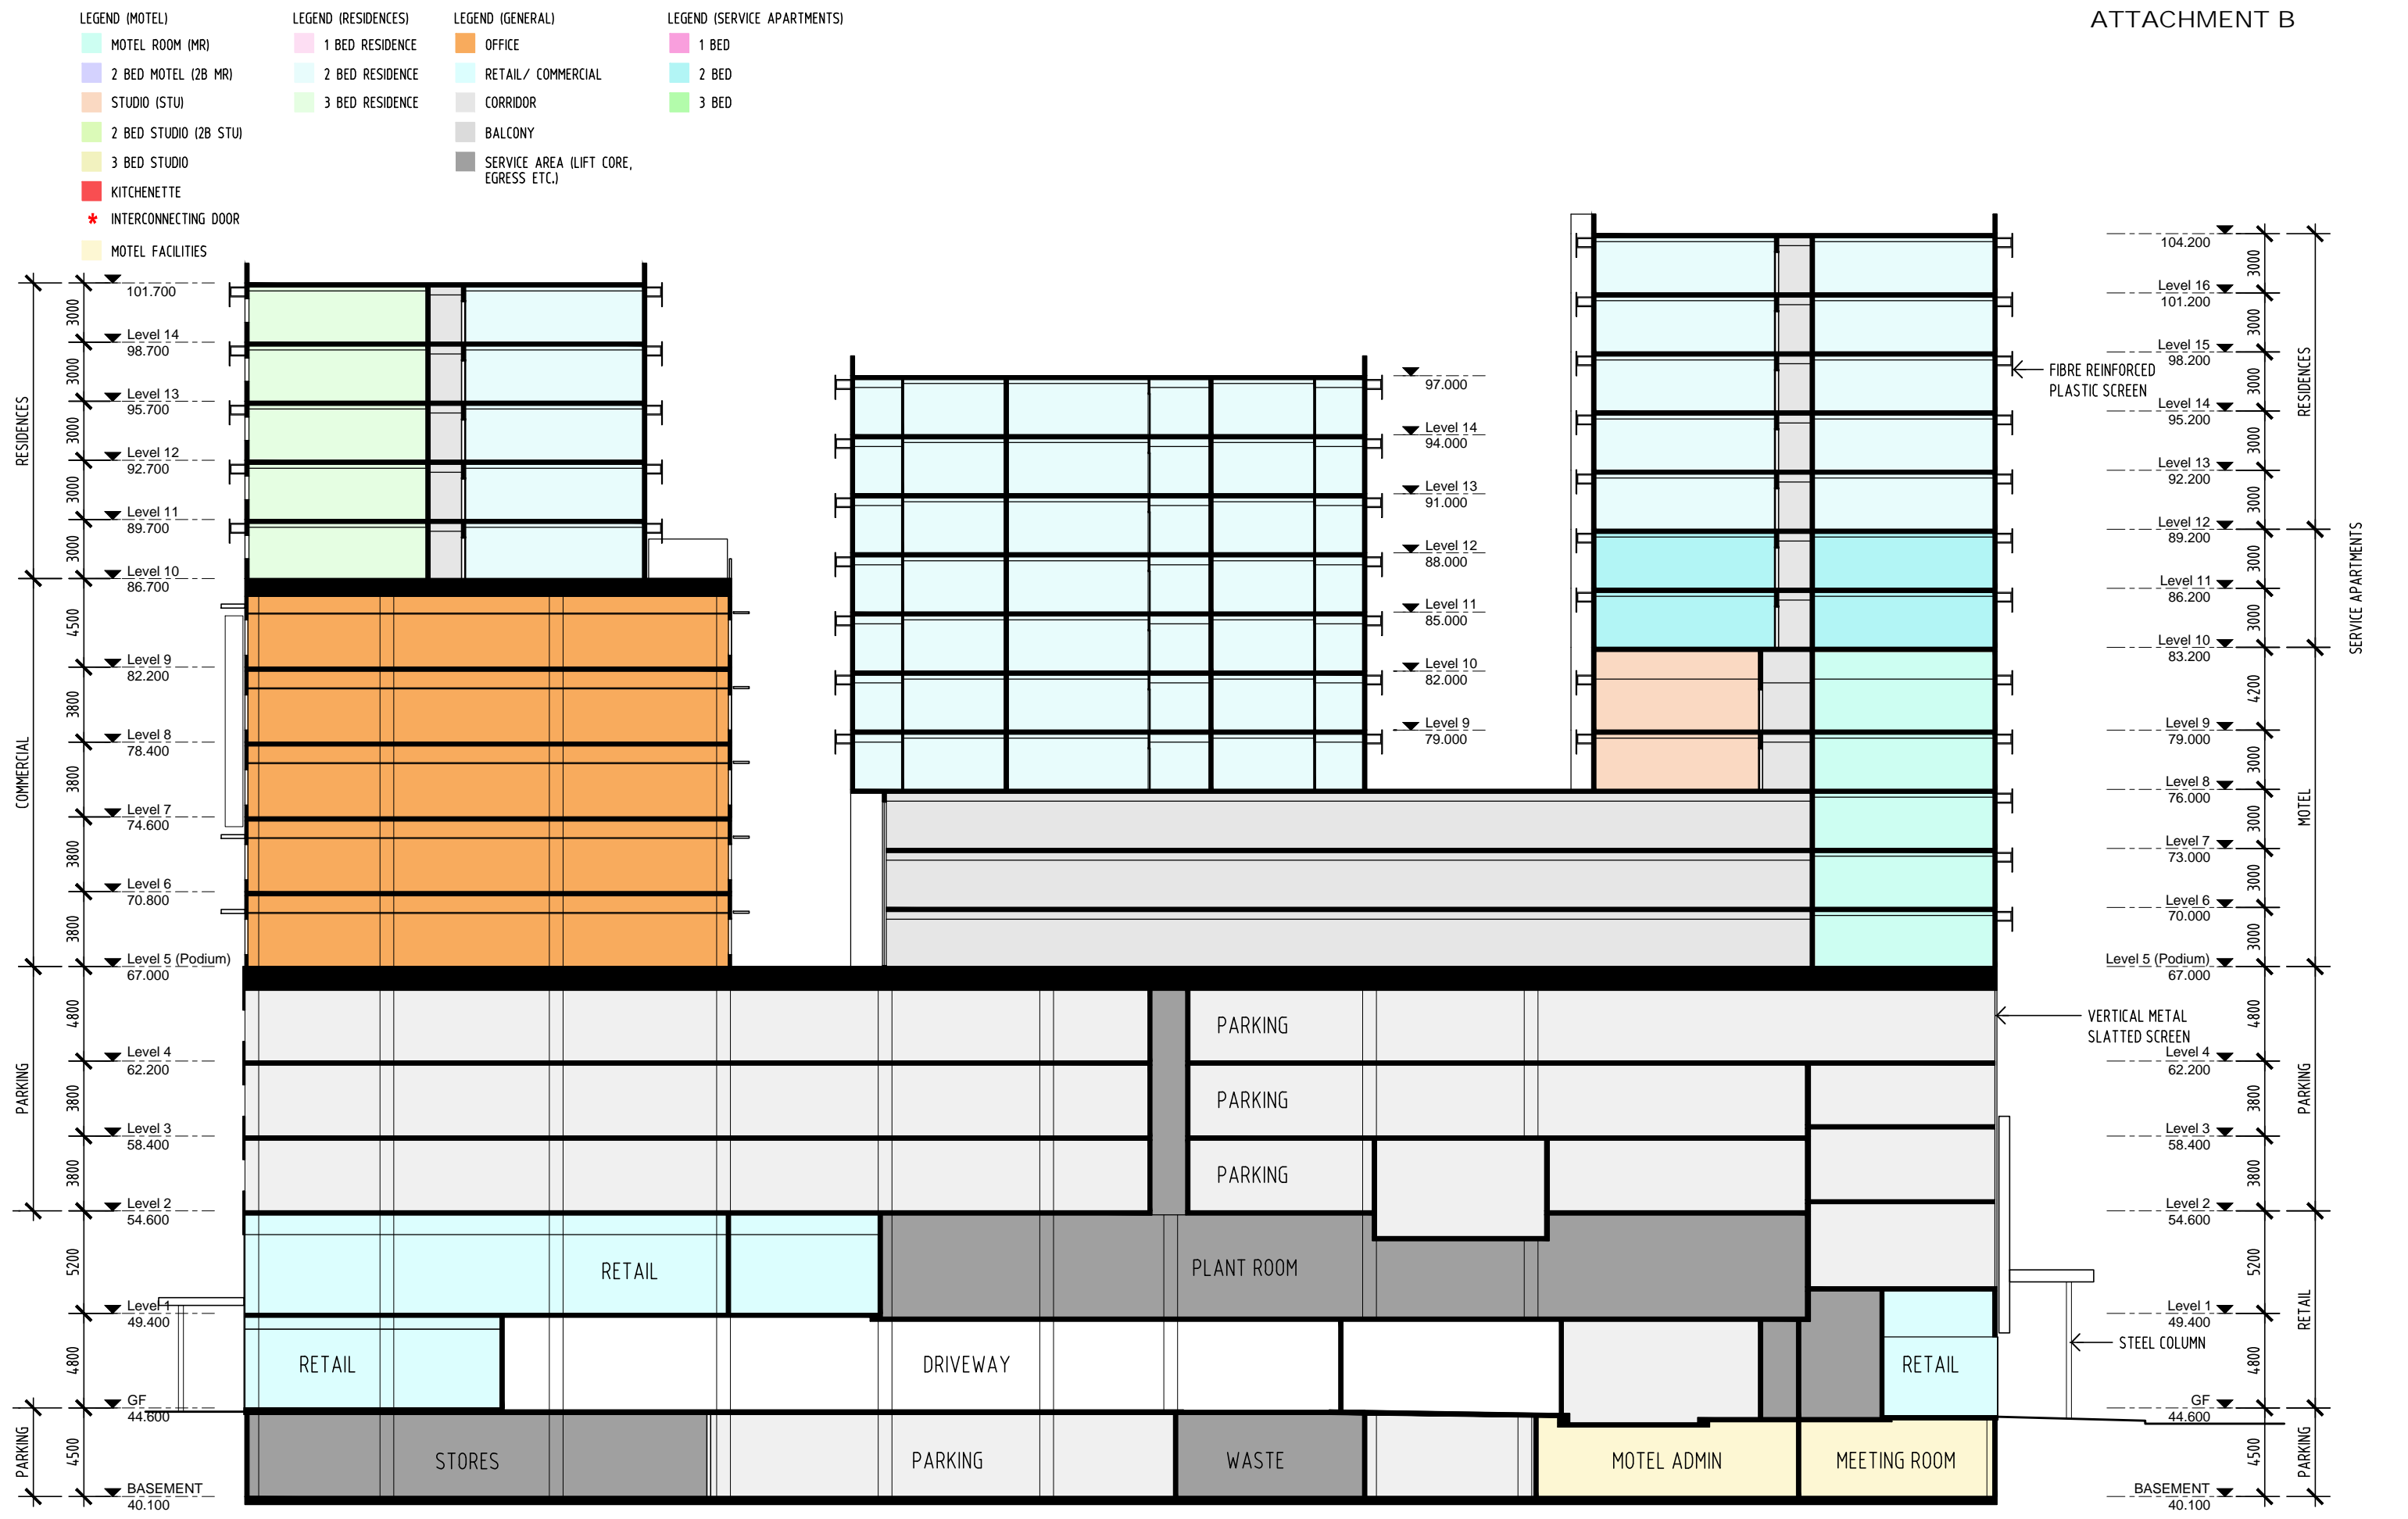 ATTACHMENT B
LEGEND (MOTEL)
MOTEL ROOM (MR)
2 BED MOTEL (2B MR)
STUDIO (STU)
2 BED STUDIO (2B STU)
3 BED STUDIO
KITCHENETTE
* INTERCONNECTING DOOR
MOTEL FACILITIES
LEGEND (RESIDENCES)
1 BED RESIDENCE
2 BED RESIDENCE
3 BED RESIDENCE
LEGEND (GENERAL)
OFFICE
RETAIL/ COMMERCIAL
CORRIDOR
BALCONY
SERVICE AREA (LIFT CORE,
EGRESS ETC.)
LEGEND (SERVICE APARTMENTS)
1 BED
2 BED
3 BED
RESIDENCES
COMMERCIAL
PARKING
PARKING
3000
3000
3000
3000
3000
4500
3800
3800
3800
3800
4800
3800
3800
5200
4800
4500
101.700
Level 14
98.700
Level 13
95.700
Level 12
92.700
Level 11
89.700
Level 10
86.700
Level 9
82.200
Level 8
78.400
Level 7
74.600
Level 6
70.800
Level 5 (Podium)
67.000
Level 4
62.200
Level 3
58.400
Level 2
54.600
Level 1
49.400
GF
44.600
BASEMENT
40.100
97.000
Level 14
94.000
Level 13
91.000
Level 12
88.000
Level 11
85.000
Level 10
82.000
Level 9
79.000
PARKING
PARKING
PARKING
RETAIL
PLANT ROOM
RETAIL
DRIVEWAY
RETAIL
STORES
PARKING
WASTE
MOTEL ADMIN
MEETING ROOM
FIBRE REINFORCED
PLASTIC SCREEN
VERTICAL METAL
SLATTED SCREEN
STEEL COLUMN
104.200
Level 16
101.200
Level 15
98.200
Level 14
95.200
Level 13
92.200
Level 12
89.200
Level 11
86.200
Level 10
83.200
Level 9
79.000
Level 8
76.000
Level 7
73.000
Level 6
70.000
Level 5 (Podium)
67.000
Level 4
62.200
Level 3
58.400
Level 2
54.600
Level 1
49.400
GF
44.600
BASEMENT
40.100
3000
3000
3000
3000
3000
3000
3000
4200
3000
3000
3000
3000
4800
3800
3800
5200
4800
4500
RESIDENCES
SERVICE APARTMENTS
MOTEL
PARKING
RETAIL
PARKING